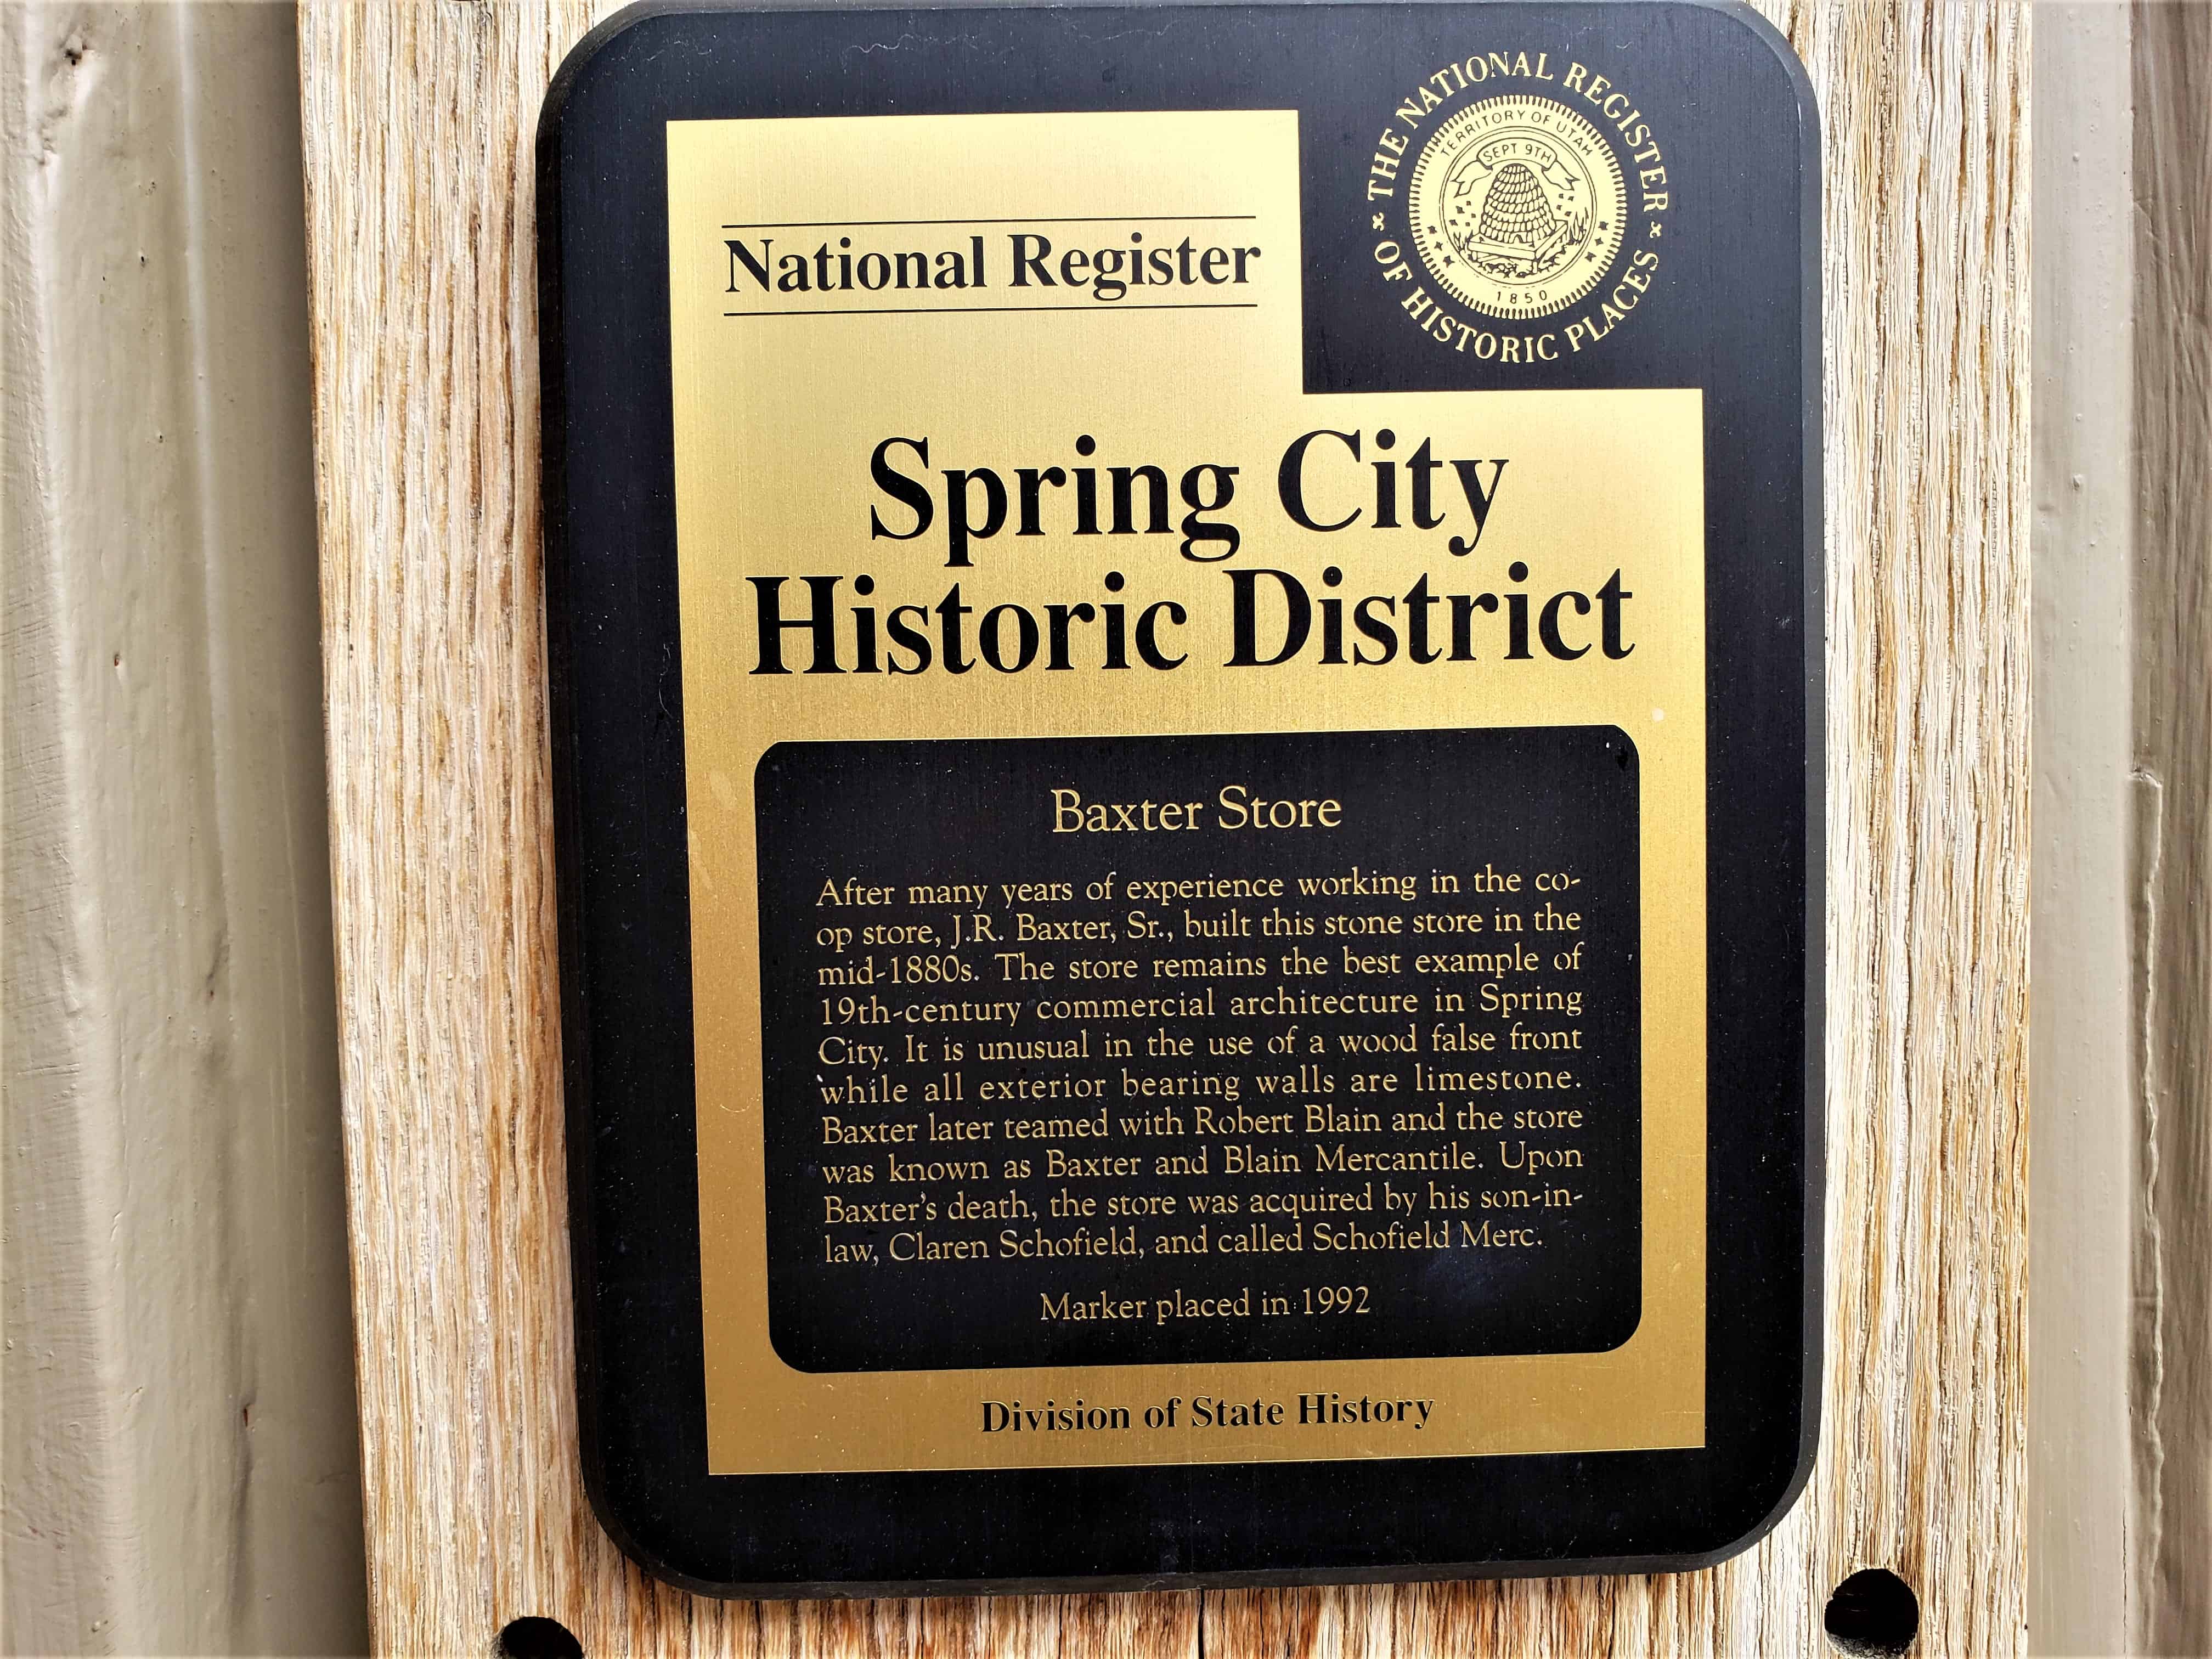 THE NATIONAL REGISTER
OF HISTORIC PLACES
TERRITORY OF UTAH
SEPT 9TH
1850
National Register
Spring City
Historic District
Baxter Store
After many years of experience working in the co-
op store, J.R. Baxter, Sr., built this stone store in the
mid-1880s. The store remains the best example of
19th-century commercial architecture in Spring
City. It is unusual in the use of a wood false front
while all exterior bearing walls are limestone.
Baxter later teamed with Robert Blain and the store
was known as Baxter and Blain Mercantile. Upon
Baxter's death, the store was acquired by his son-in-
law, Claren Schofield, and called Schofield Merc.
Marker placed in 1992
Division of State History